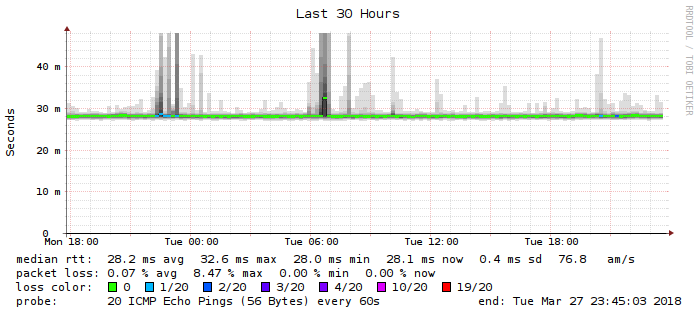 Last 30 Hours
RRDTOOL / TOBI OETIKER
Seconds
40 m
30 m
20 m
10 m
0
Mon 18:00 Tue 00:00 Tue 06:00 Tue 12:00 Tue 18:00
median rtt: 28.2 ms avg 32.6 ms max 28.0 ms min 28.1 ms now 0.4 ms sd 76.8 am/s
packet loss: 0.07 % avg 8.47 % max 0.00 % min 0.00 % now
loss color: 0 1/20 2/20 3/20 4/20 10/20 19/20
probe: 20 ICMP Echo Pings (56 Bytes) every 60s end: Tue Mar 27 23:45:03 2018